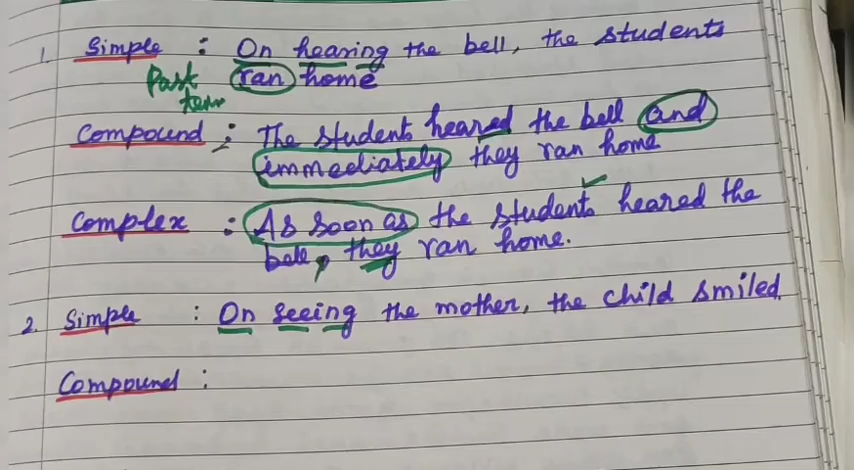 1. Simple : On hearing the bell, the students
Past ran home
tense
Compound : The students heared the bell and
immediately they ran home
Complex : As soon as the students heared the
bell, they ran home.
2. Simple : On seeing the mother, the child smiled.
Compound :